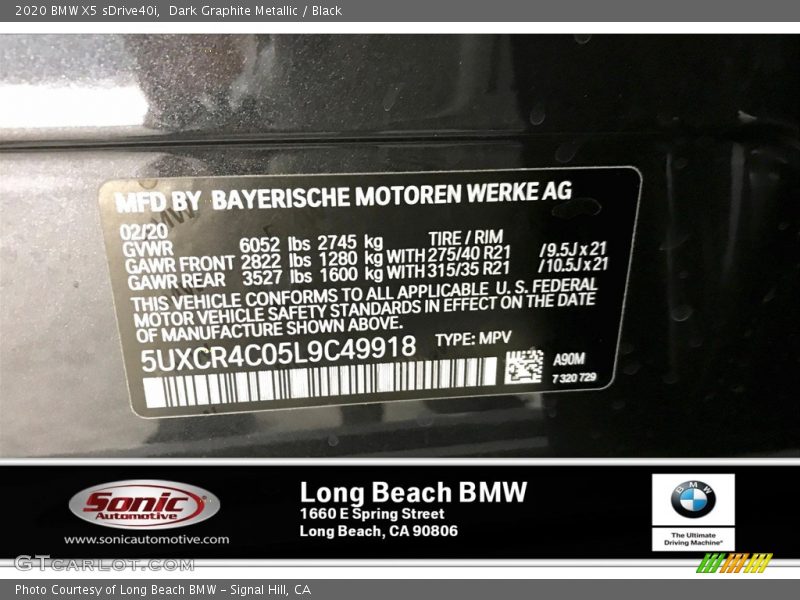 2020 BMW X5 sDrive40i,  Dark Graphite Metallic / Black
MFD BY  BAYERISCHE MOTOREN WERKE AG
02/20
GVWR 6052 lbs 2745 kg TIRE / RIM
GAWR FRONT 2822 lbs 1280 kg WITH 275/40 R21 /9.5J x 21
GAWR REAR 3527 lbs 1600 kg WITH 315/35 R21 /10.5J x 21
THIS VEHICLE CONFORMS TO ALL APPLICABLE U. S. FEDERAL
MOTOR VEHICLE SAFETY STANDARDS IN EFFECT ON THE DATE
OF MANUFACTURE SHOWN ABOVE.
5UXCR4C05L9C49918 TYPE: MPV
A90M
7 320 729
Sonic
Automotive
www.sonicautomotive.com
Long Beach BMW
1660 E Spring Street
Long Beach, CA 90806
BMW
The Ultimate
Driving Machine®
GTcarlot.com
Photo Courtesy of Long Beach BMW – Signal Hill, CA